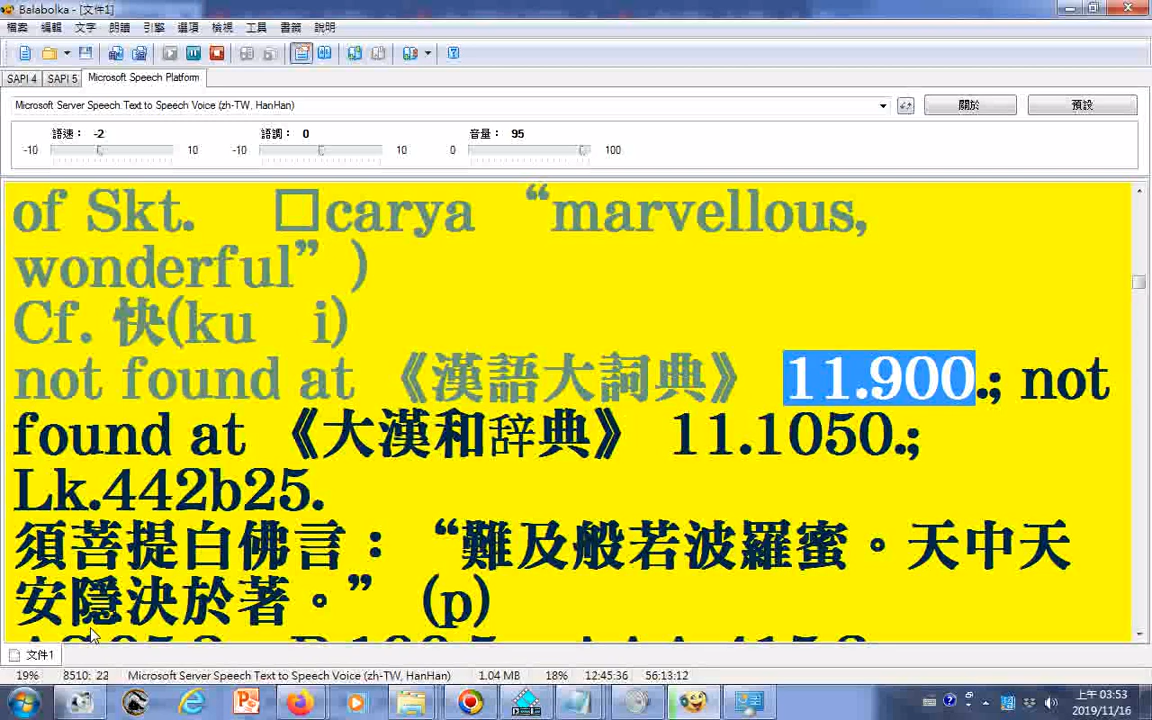 Balabolka - [文件1]
檔案 編輯 文字 朗讀 引擎 選項 檢視 工具 書籤 說明
SAPI 4 SAPI 5 Microsoft Speech Platform
Microsoft Server Speech Text to Speech Voice (zh-TW, HanHan) 關於 預設
語速： -2 語調： 0 音量： 95
-10 10 -10 10 0 100
of Skt. □carya “marvellous,
wonderful” )
Cf. 快(ku i)
not found at 《漢語大詞典》 11.900.; not
found at 《大漢和辞典》 11.1050.;
Lk.442b25.
須菩提白佛言： “難及般若波羅蜜。天中天
安隱決於著。” (p)
文件1
19% 8510: 22 Microsoft Server Speech Text to Speech Voice (zh-TW, HanHan) 1.04 MB 18% 12:45:36 56:13:12
上午 03:53
2019/11/16